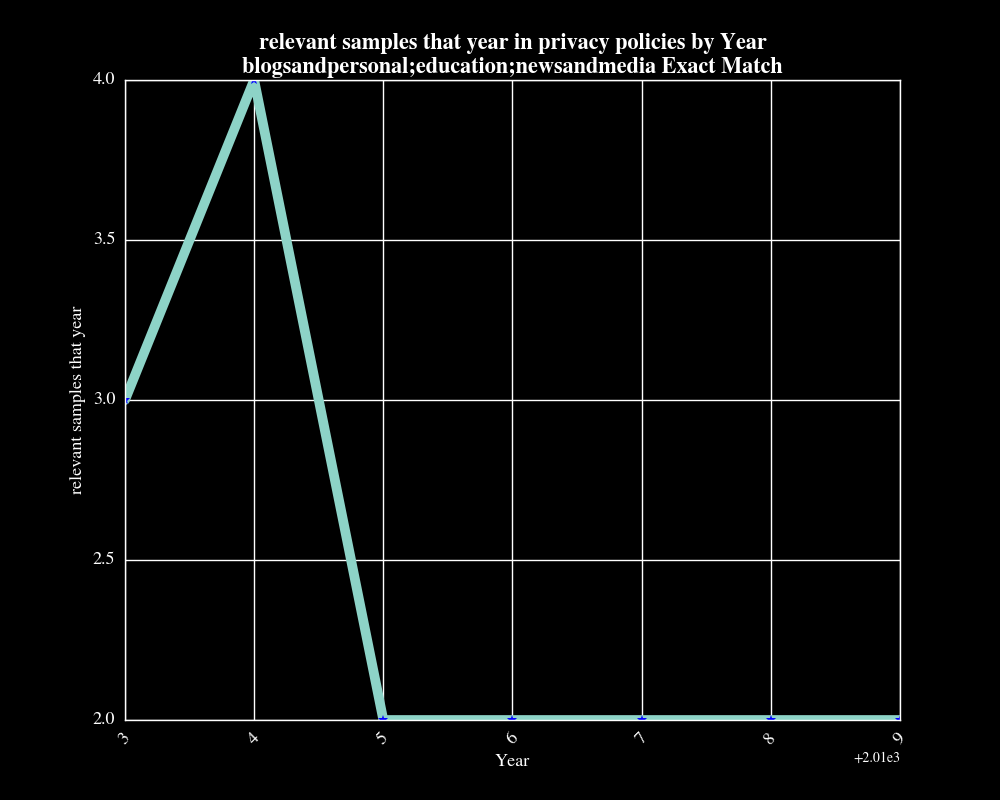 relevant samples that year in privacy policies by Year
blogsandpersonal;education;newsandmedia Exact Match
4.0
3.5
3.0
2.5
2.0
relevant samples that year
3 4 5 6 7 8 9
Year
+2.01e3